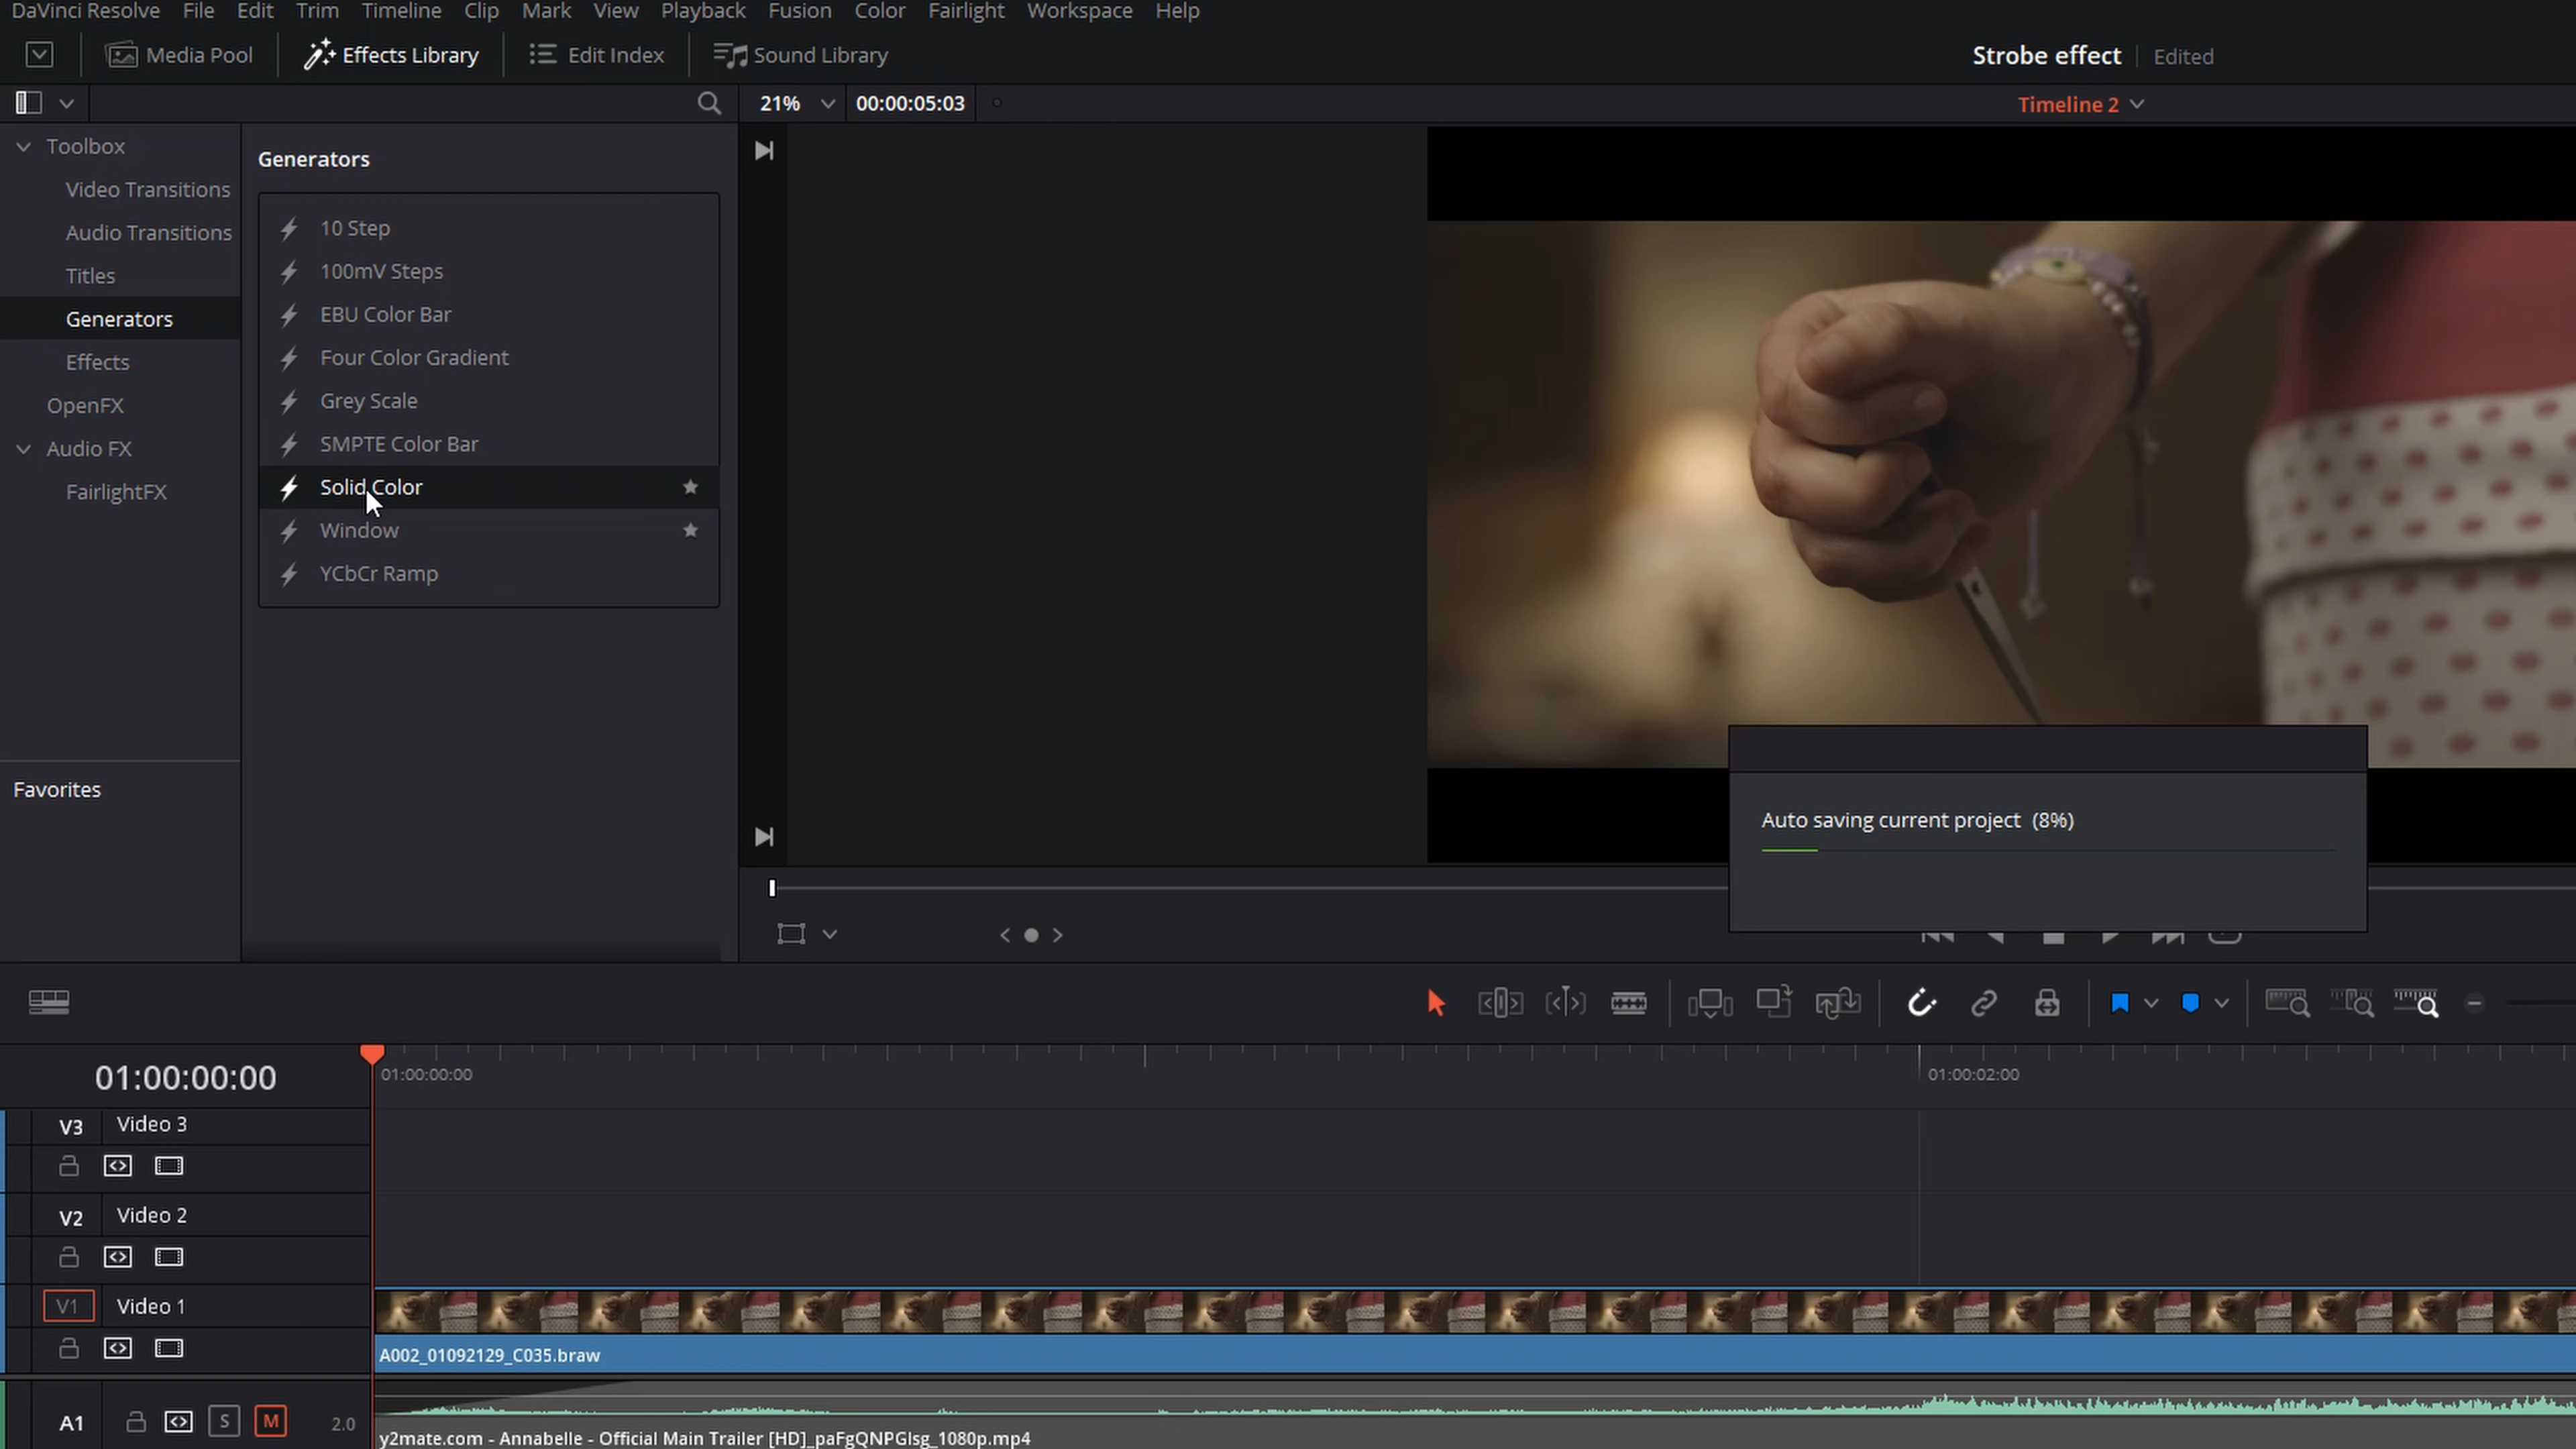 DaVinci Resolve File Edit Trim Timeline Clip Mark View Playback Fusion Color Fairlight Workspace Help
Media Pool Effects Library Edit Index Sound Library Strobe effect Edited
21% 00:00:05:03 Timeline 2
Toolbox
Video Transitions
Audio Transitions
Titles
Generators
Effects
OpenFX
Audio FX
FairlightFX
Favorites
Generators
10 Step
100mV Steps
EBU Color Bar
Four Color Gradient
Grey Scale
SMPTE Color Bar
Solid Color
Window
YCbCr Ramp
Auto saving current project (8%)
01:00:00:00 01:00:00:00 01:00:02:00
V3 Video 3
V2 Video 2
V1 Video 1
A002_01092129_C035.braw
A1 S M 2.0
y2mate.com - Annabelle - Official Main Trailer [HD]_paFgQNPGlsg_1080p.mp4